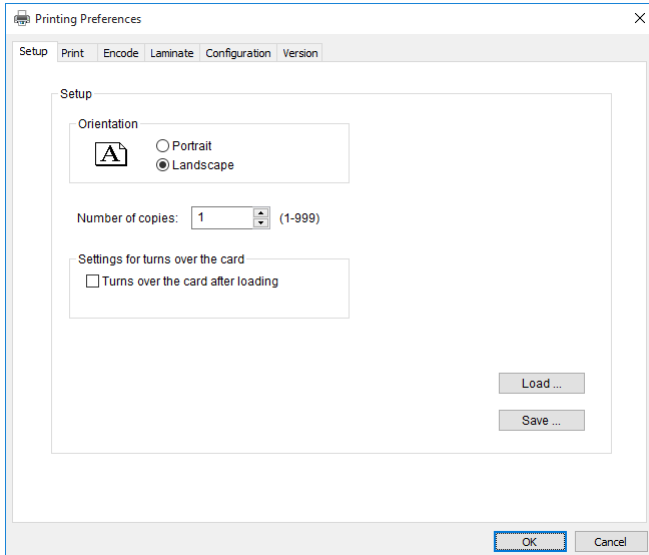 Printing Preferences
Setup Print Encode Laminate Configuration Version
Setup
Orientation
A
Portrait
Landscape
Number of copies: 1 (1-999)
Settings for turns over the card
Turns over the card after loading
Load ...
Save ...
OK Cancel